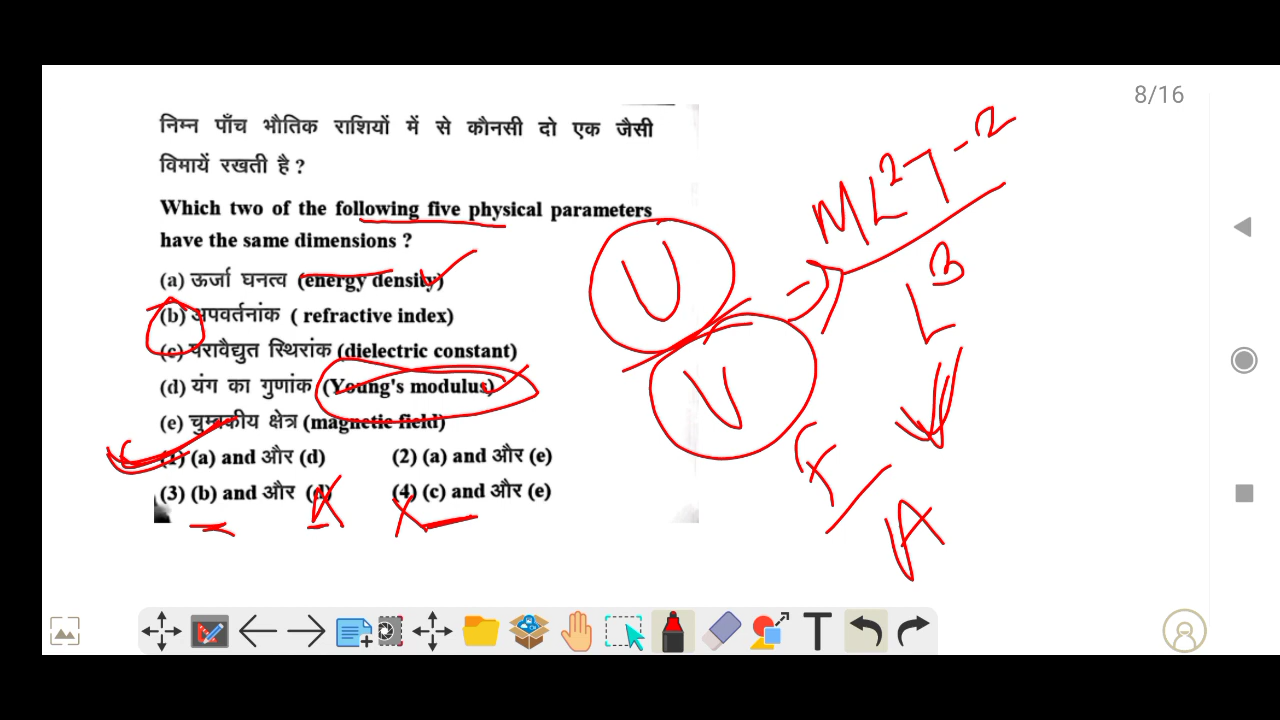 8/16
निम्न पाँच भौतिक राशियों में से कौनसी दो एक जैसी
विमायें रखती है ?
Which two of the following five physical parameters
have the same dimensions ?
(a) ऊर्जा घनत्व (energy density)
(b) अपवर्तनांक ( refractive index)
(c) परावैद्युत स्थिरांक (dielectric constant)
(d) यंग का गुणांक (Young's modulus)
(e) चुम्बकीय क्षेत्र (magnetic field)
(1) (a) and और (d) (2) (a) and और (e)
(3) (b) and और (d) (4) (c) and और (e)
U
V
ML²T⁻²
L³
F
A
T